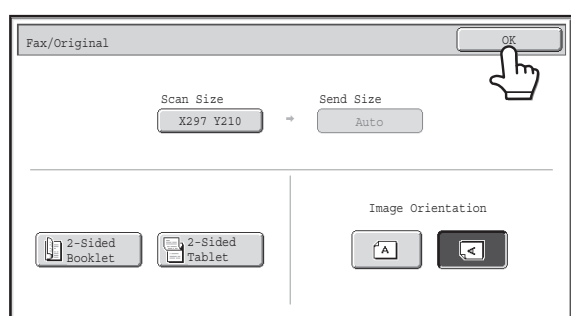 Fax/Original
OK
Scan Size
Send Size
X297 Y210
Auto
Image Orientation
2-Sided
Booklet
2-Sided
Tablet
A
A